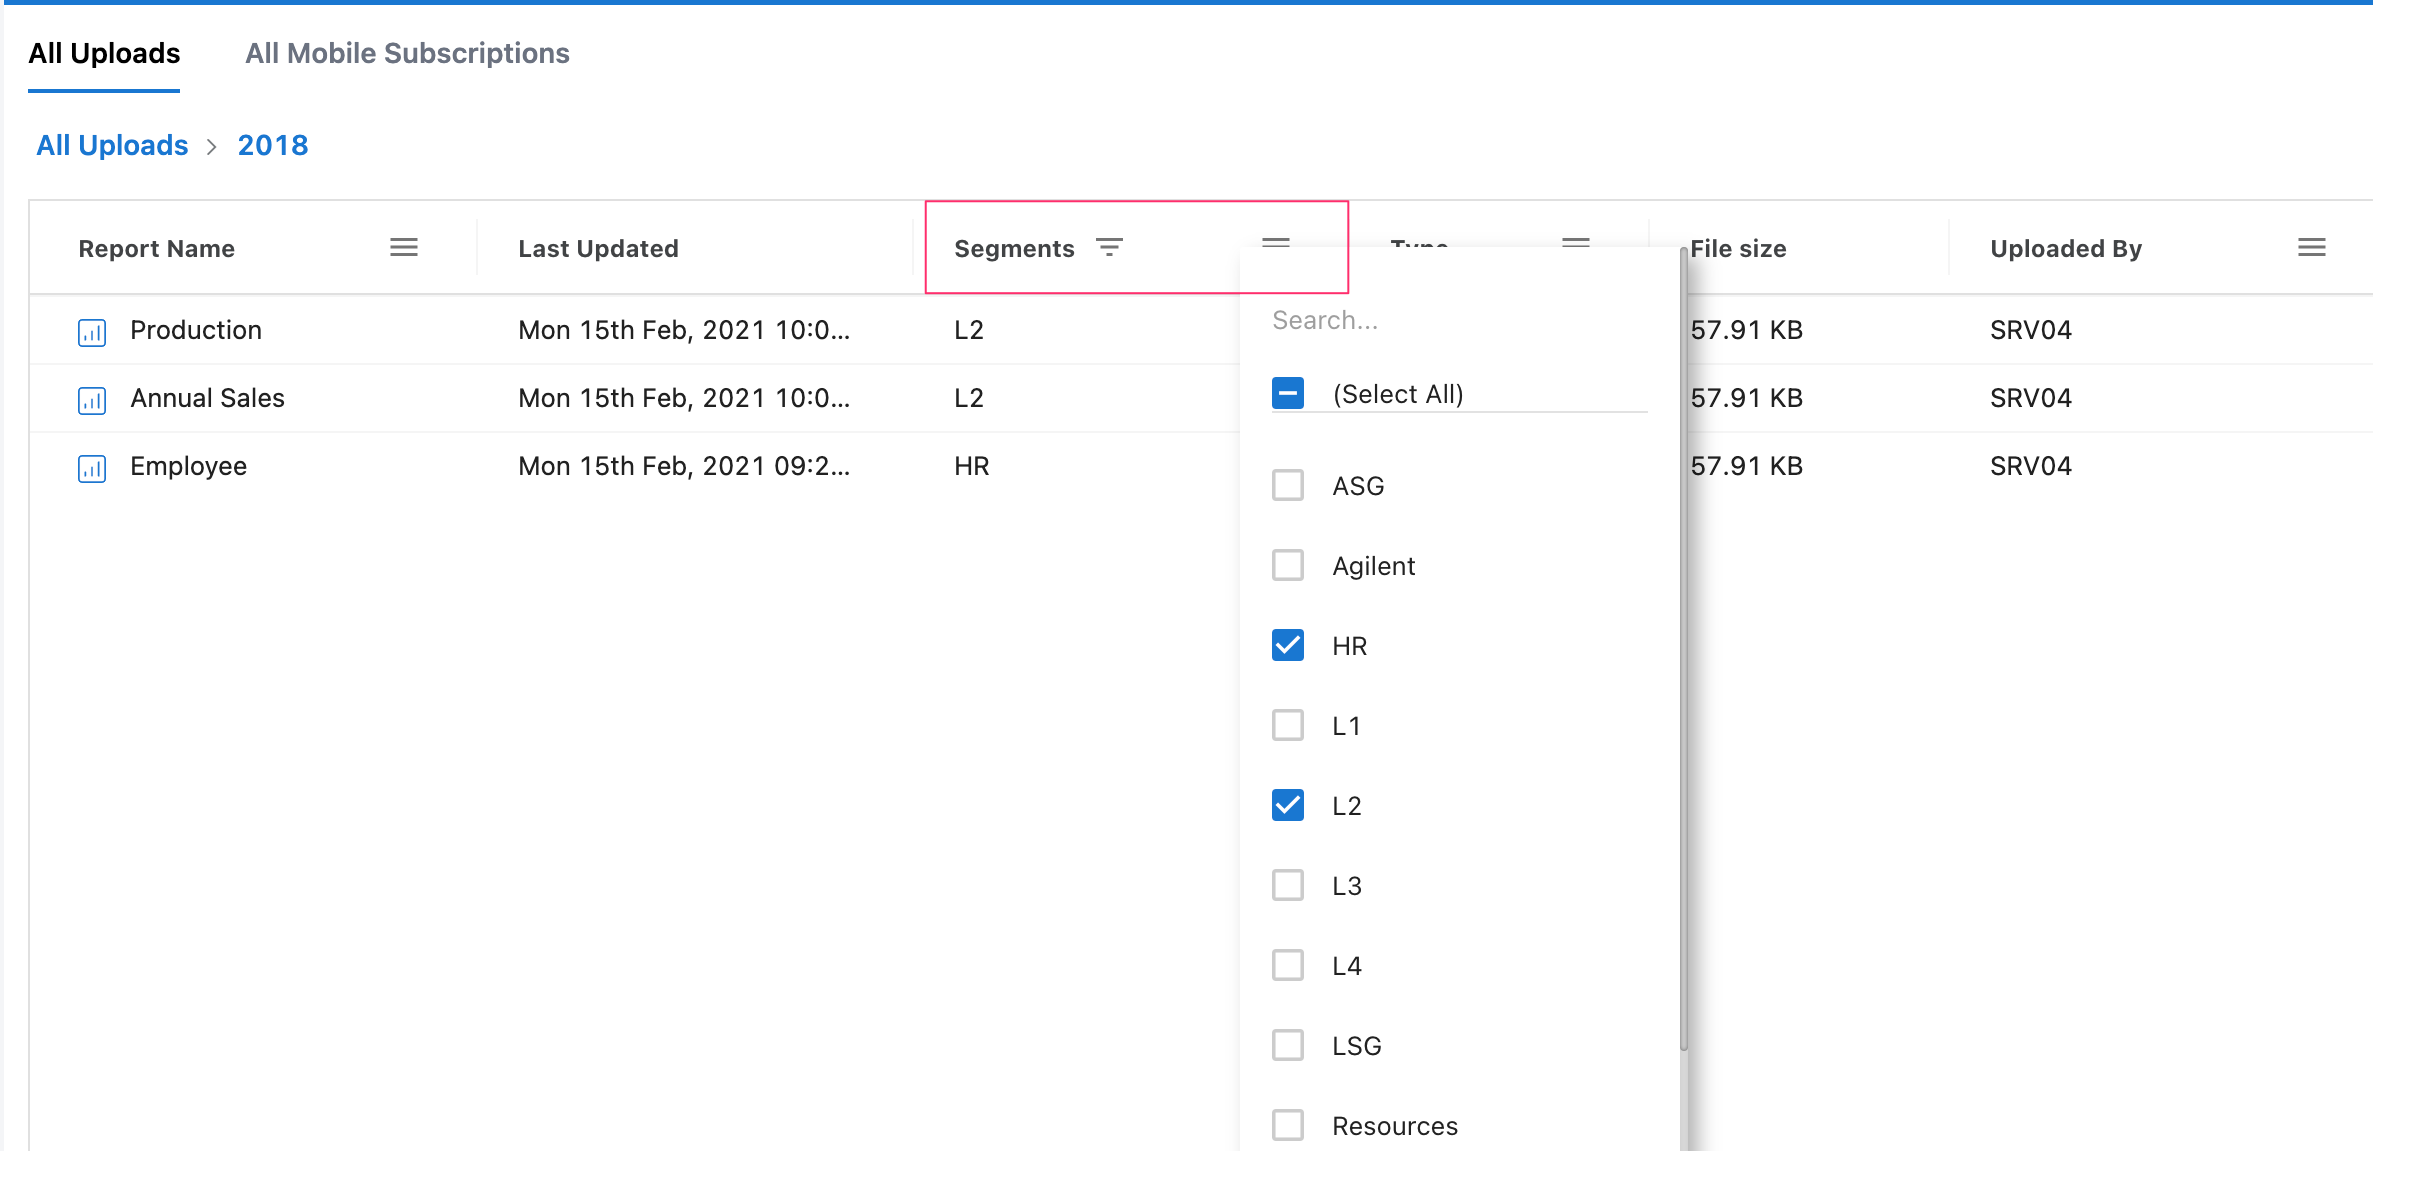 All Uploads All Mobile Subscriptions
All Uploads > 2018
Report Name Last Updated Segments Type File size Uploaded By
Production Mon 15th Feb, 2021 10:0... L2 57.91 KB SRV04
Annual Sales Mon 15th Feb, 2021 10:0... L2 57.91 KB SRV04
Employee Mon 15th Feb, 2021 09:2... HR 57.91 KB SRV04
Search...
(Select All)
ASG
Agilent
HR
L1
L2
L3
L4
LSG
Resources